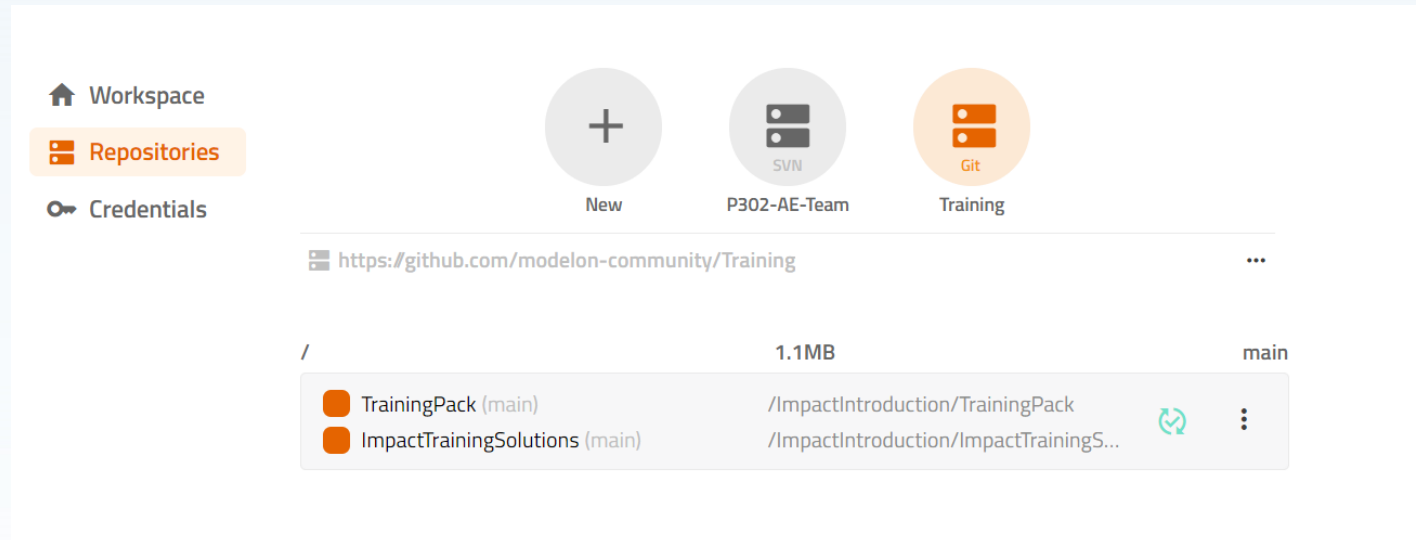 Workspace
Repositories
Credentials
New
SVN
P302-AE-Team
Git
Training
https://github.com/modelon-community/Training
/ 1.1MB main
TrainingPack (main) /ImpactIntroduction/TrainingPack
ImpactTrainingSolutions (main) /ImpactIntroduction/ImpactTrainingS...